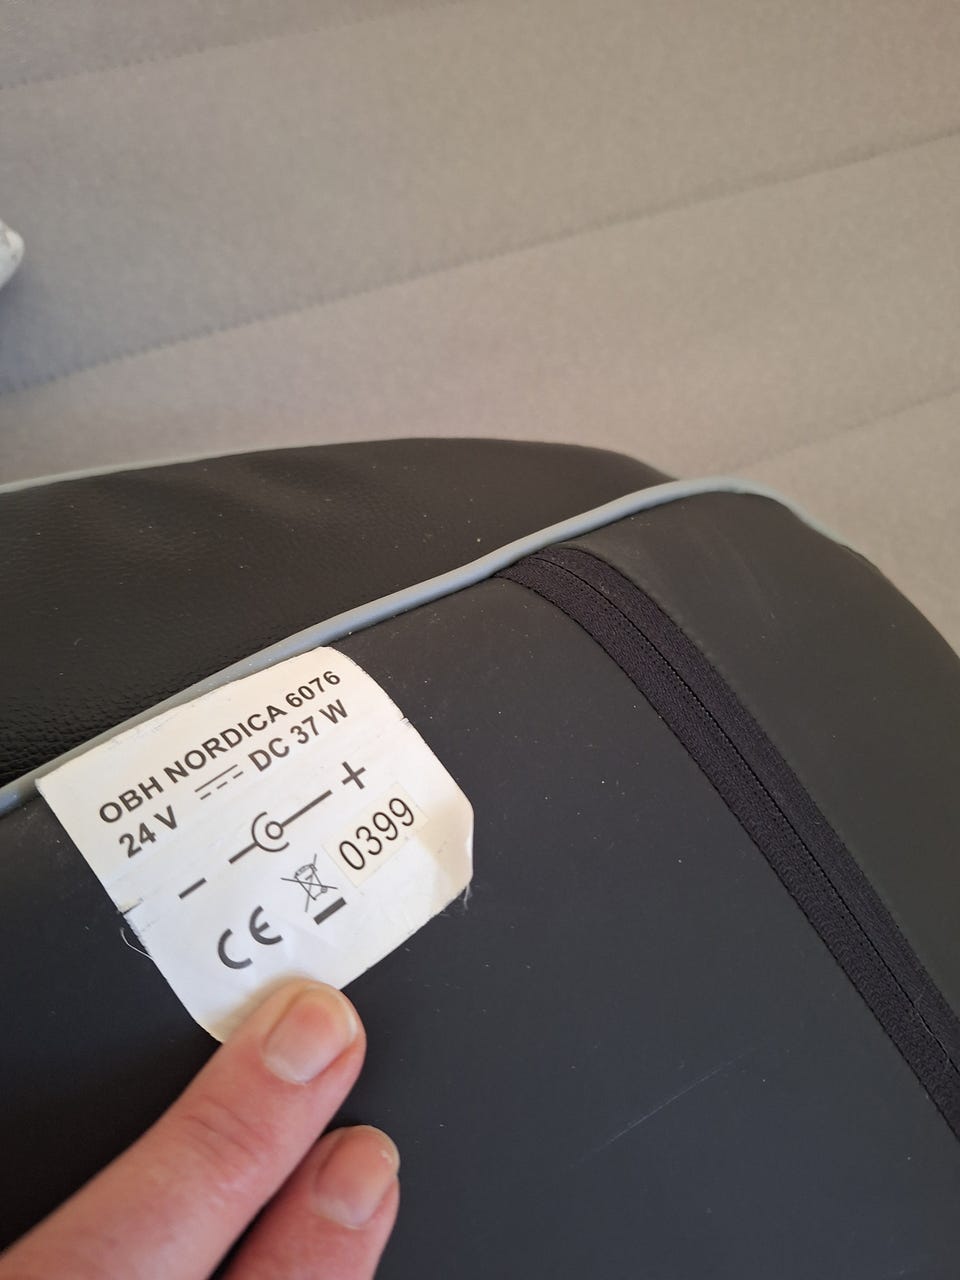 OBH NORDICA 6076
24 V ⎓ DC 37 W
− +
0399
CE